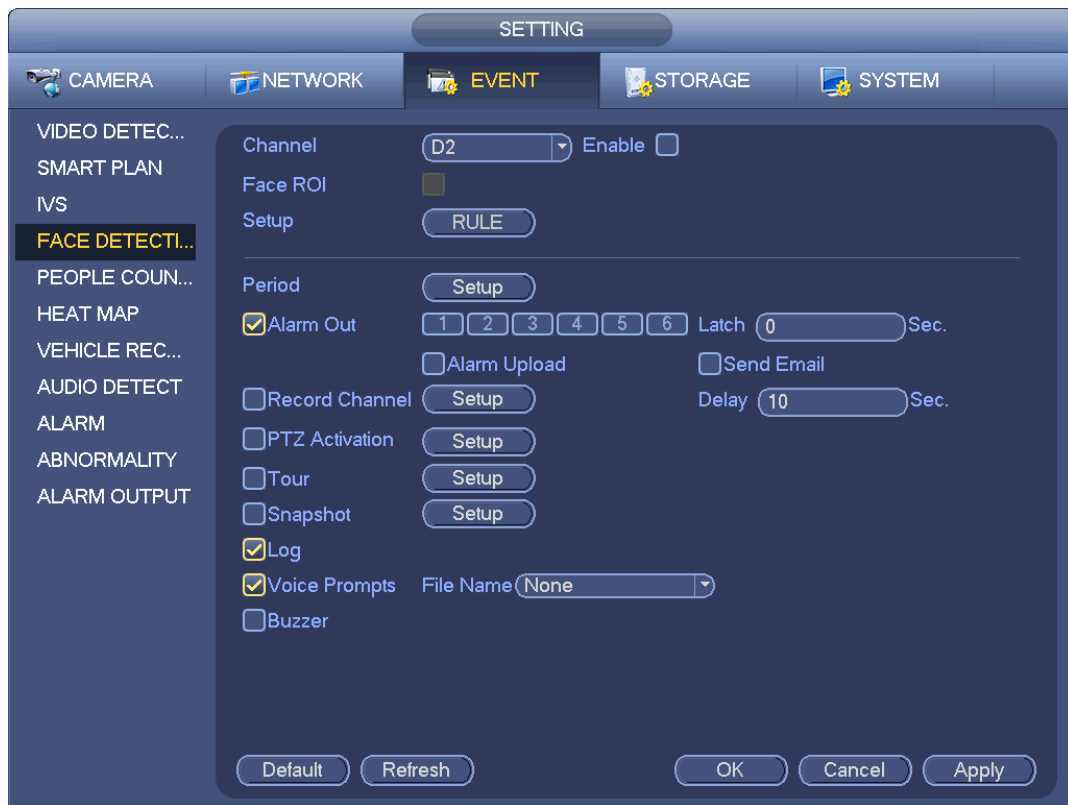 SETTING
CAMERA NETWORK EVENT STORAGE SYSTEM
VIDEO DETEC...
SMART PLAN
IVS
FACE DETECTI...
PEOPLE COUN...
HEAT MAP
VEHICLE REC...
AUDIO DETECT
ALARM
ABNORMALITY
ALARM OUTPUT
Channel D2 Enable
Face ROI
Setup RULE
Period Setup
Alarm Out 1 2 3 4 5 6 Latch 0 Sec.
Alarm Upload Send Email
Record Channel Setup Delay 10 Sec.
PTZ Activation Setup
Tour Setup
Snapshot Setup
Log
Voice Prompts File Name None
Buzzer
Default Refresh OK Cancel Apply